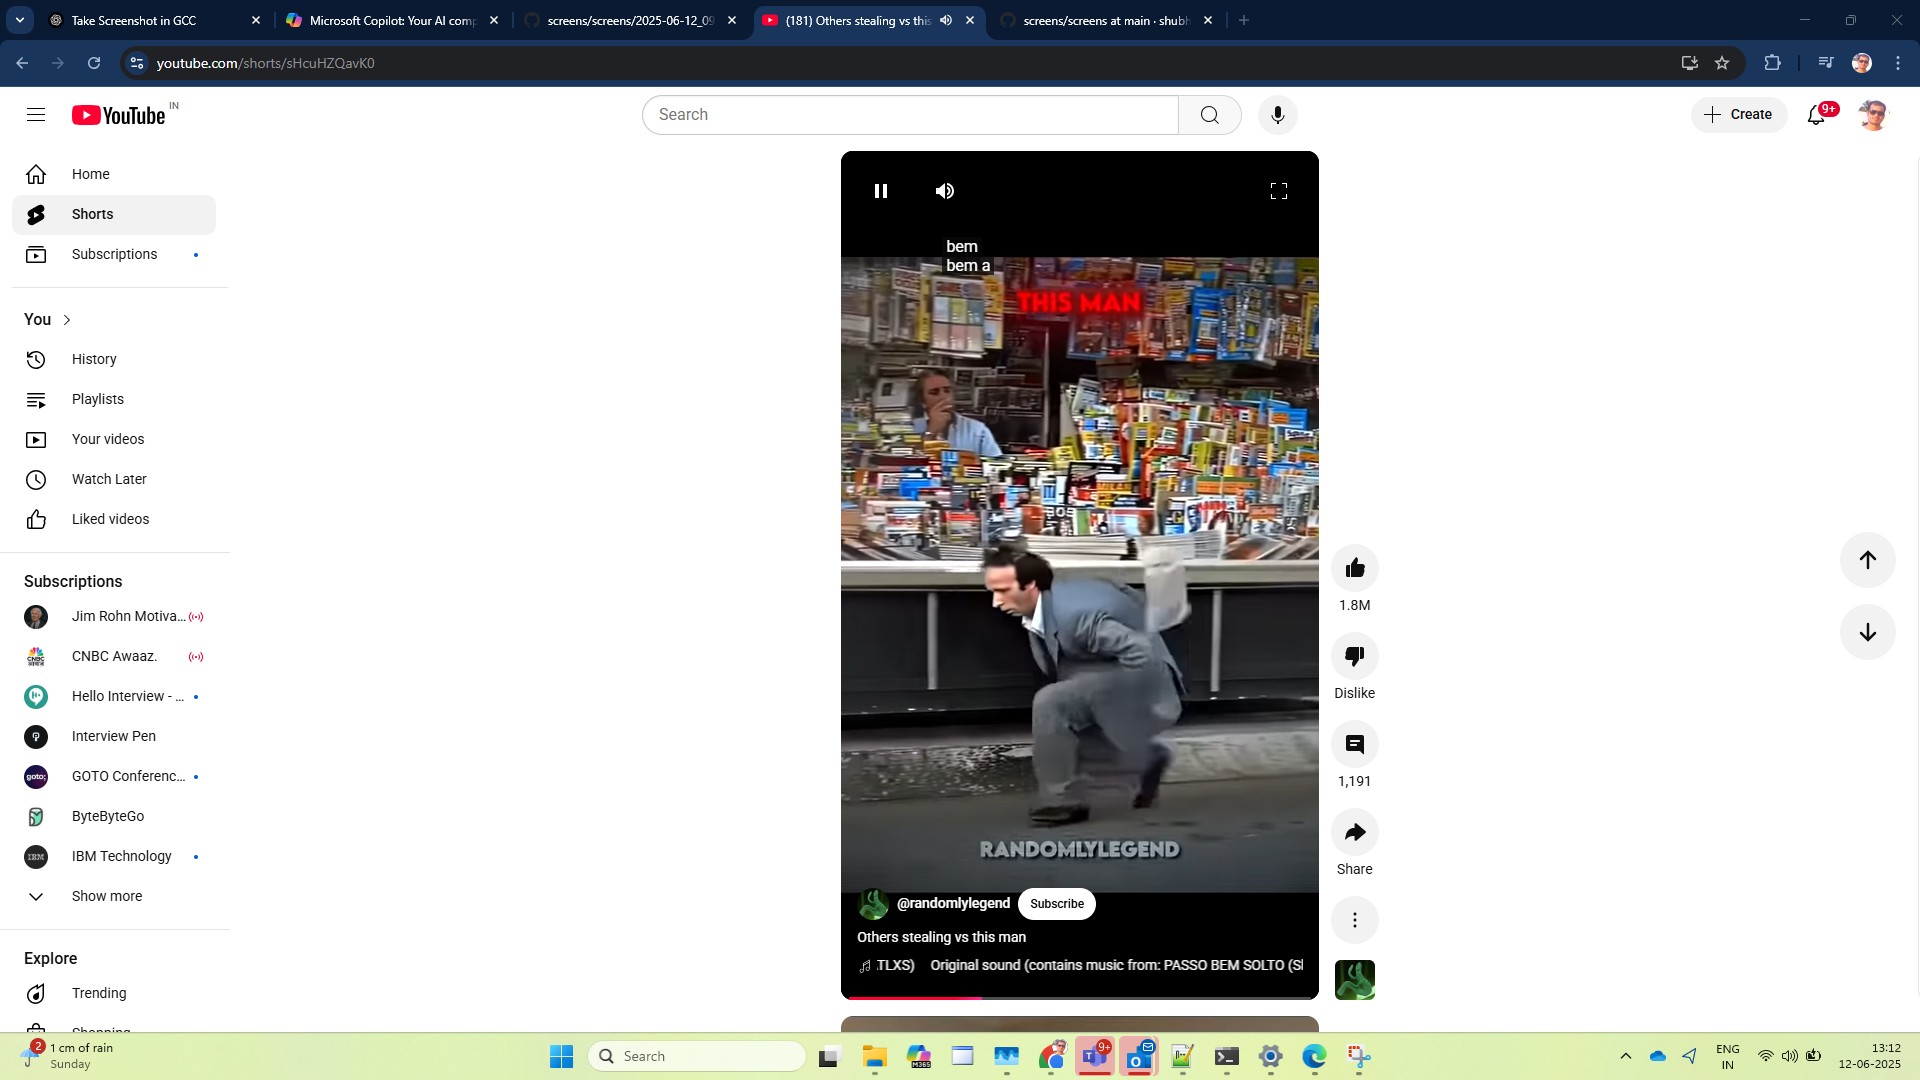 Take Screenshot in GCC
Microsoft Copilot: Your AI comp
screens/screens/2025-06-12_09
(181) Others stealing vs this
screens/screens at main · shubh
youtube.com/shorts/sHcuHZQavK0
YouTube IN
Search
Create
9+
Home
Shorts
Subscriptions
You
History
Playlists
Your videos
Watch Later
Liked videos
Subscriptions
Jim Rohn Motiva...
CNBC Awaaz.
Hello Interview - ...
Interview Pen
goto;
GOTO Conferenc...
ByteByteGo
IBM
IBM Technology
Show more
Explore
Trending
Shopping
bem
bem a
THIS MAN
RANDOMLYLEGEND
@randomlylegend
Subscribe
Others stealing vs this man
TLXS) Original sound (contains music from: PASSO BEM SOLTO (Sl
1.8M
Dislike
1,191
Share
2
1 cm of rain
Sunday
Search
M365
9+
ENG
IN
13:12
12-06-2025